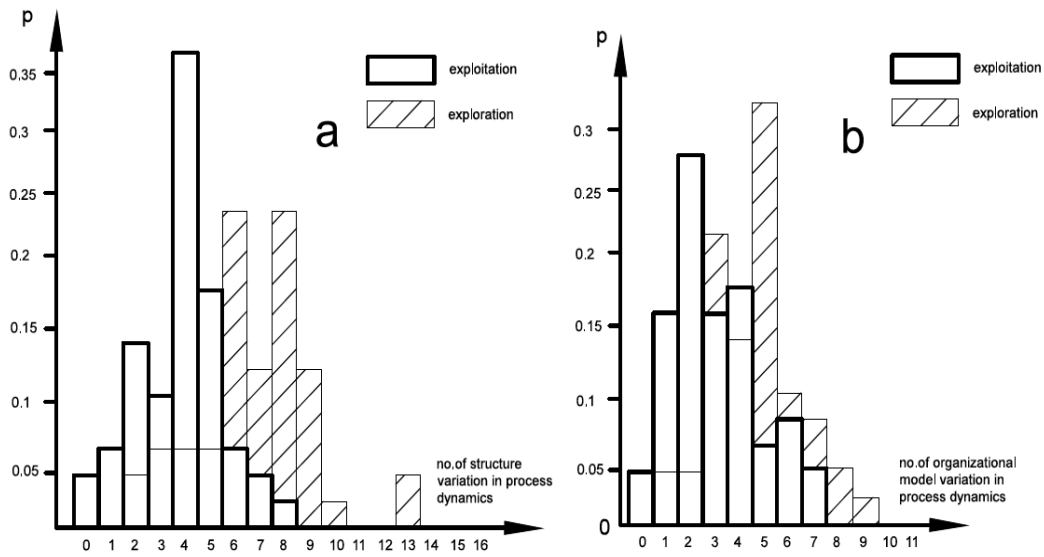 p
0.35
0.3
0.25
0.2
0.15
0.1
0.05
a
exploitation
exploration
no.of structure
variation in process
dynamics
0 1 2 3 4 5 6 7 8 9 10 11 12 13 14 15 16
p
0.3
0.25
0.2
0.15
0.1
0.05
0
b
exploitation
exploration
no.of organizational
model variation in
process dynamics
0 1 2 3 4 5 6 7 8 9 10 11